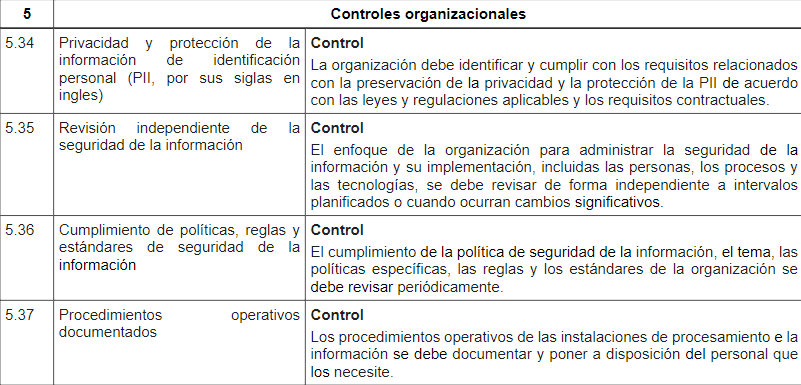 5 Controles organizacionales
5.34 Privacidad y protección de la
información de identificación
personal (PII, por sus siglas en
ingles)
Control
La organización debe identificar y cumplir con los requisitos relacionados
con la preservación de la privacidad y la protección de la PII de acuerdo
con las leyes y regulaciones aplicables y los requisitos contractuales.
5.35 Revisión independiente de la
seguridad de la información
Control
El enfoque de la organización para administrar la seguridad de la
información y su implementación, incluidas las personas, los procesos y
las tecnologías, se debe revisar de forma independiente a intervalos
planificados o cuando ocurran cambios significativos.
5.36 Cumplimiento de políticas, reglas y
estándares de seguridad de la
información
Control
El cumplimiento de la política de seguridad de la información, el tema, las
políticas específicas, las reglas y los estándares de la organización se
debe revisar periódicamente.
5.37 Procedimientos operativos
documentados
Control
Los procedimientos operativos de las instalaciones de procesamiento e la
información se debe documentar y poner a disposición del personal que
los necesite.